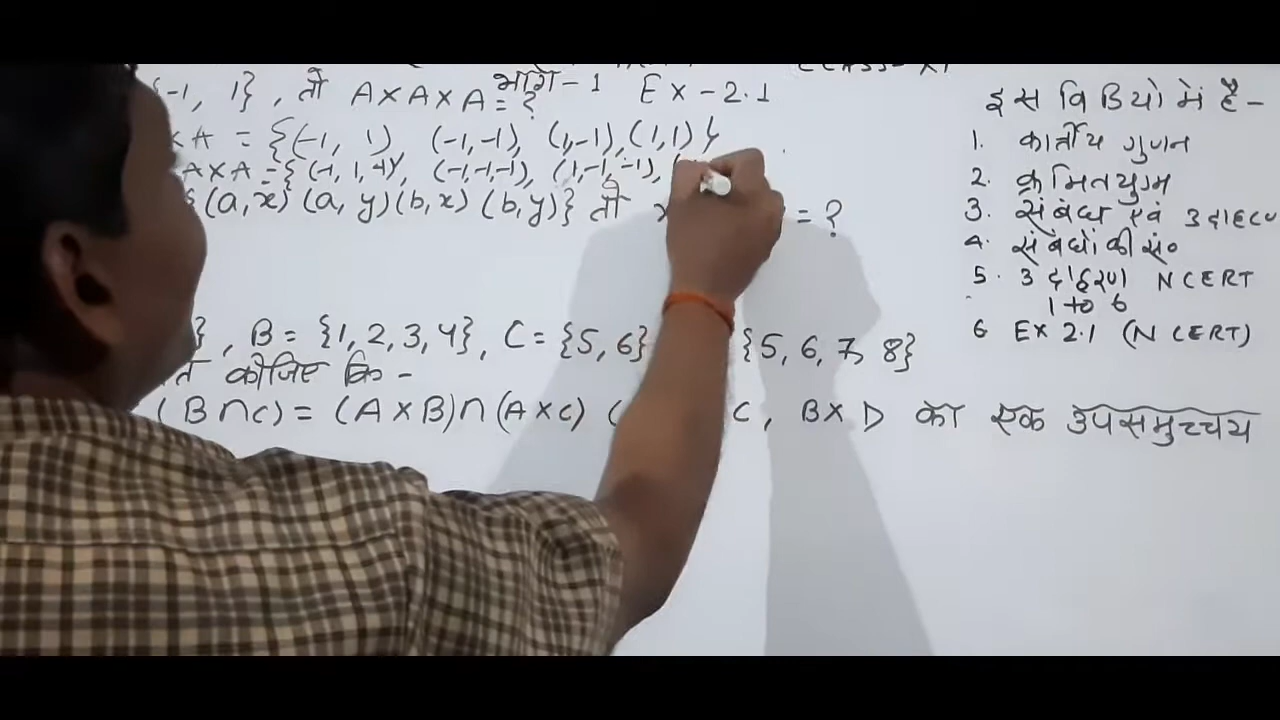 CLASS-XI
{-1, 1}, तो A×A×A = ? भाग-1 Ex-2.1
×A = {(-1, 1), (-1,-1), (1,-1), (1,1)}
A×A = {(-1, 1,-1), (-1,-1,-1), (1,-1,-1), (
{(a,x) (a, y)(b,x) (b,y)} तो = ?
}, B = {1,2,3,4}, C = {5,6} {5, 6, 7, 8}
कीजिए कि -
(B∩C) = (A×B)∩(A×C) ( C, B×D का एक उपसमुच्चय
इस विडियो में है-
1. कार्तीय गुणन
2. क्रमितयुग्म
3. संबंध एवं उदाहरण
4. संबंधों की सं०
5. उदाहरण NCERT
1 to 6
6 Ex 2.1 (NCERT)